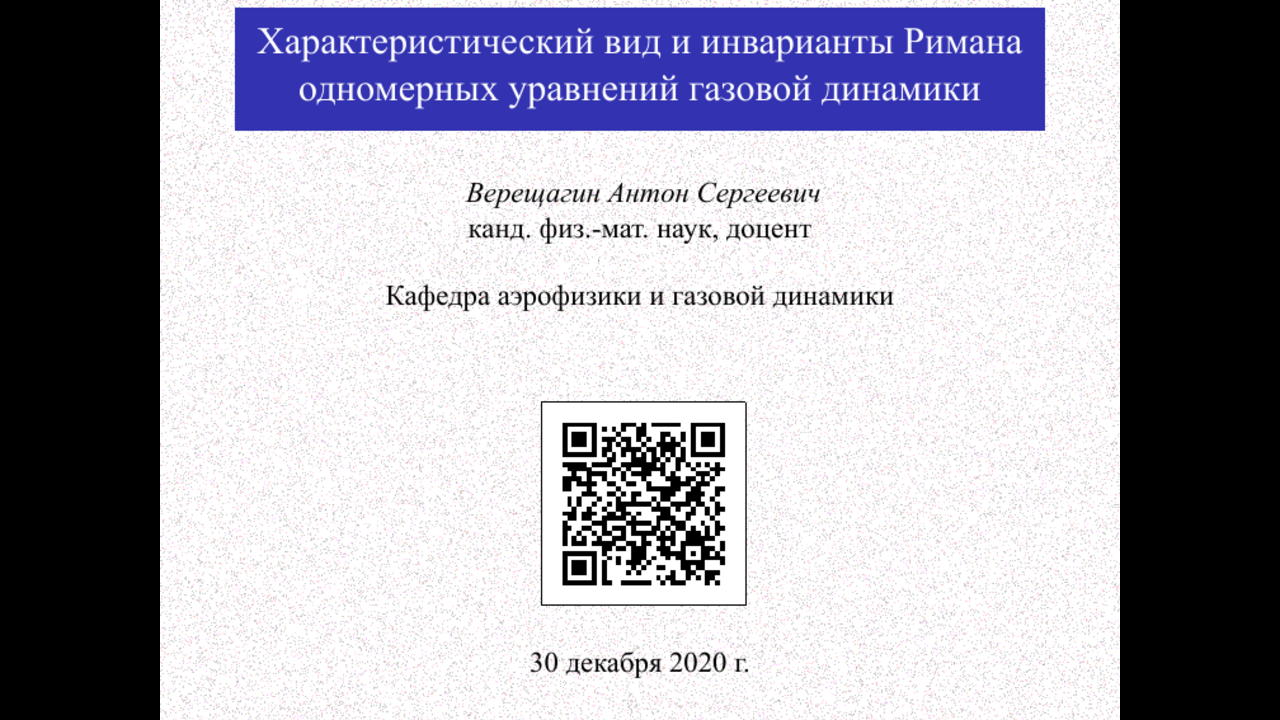 Характеристический вид и инварианты Римана
одномерных уравнений газовой динамики
Верещагин Антон Сергеевич
канд. физ.-мат. наук, доцент
Кафедра аэрофизики и газовой динамики
30 декабря 2020 г.